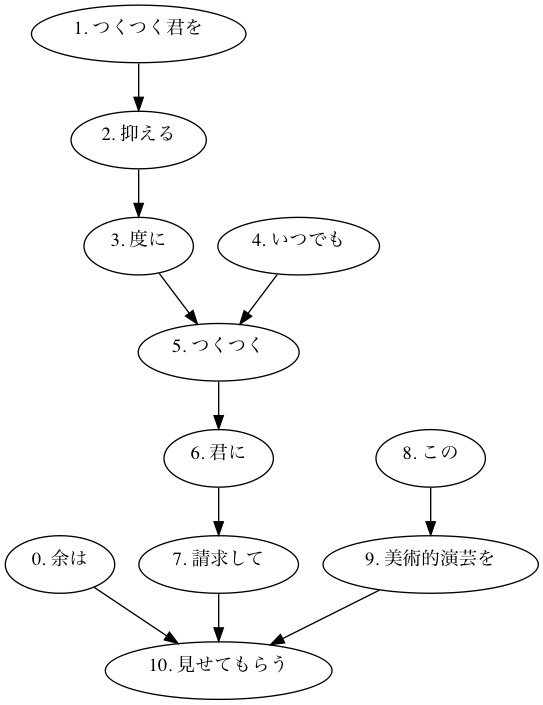 1. つくつく君を
2. 抑える
3. 度に
4. いつでも
5. つくつく
6. 君に
8. この
0. 余は
7. 請求して
9. 美術的演芸を
10. 見せてもらう